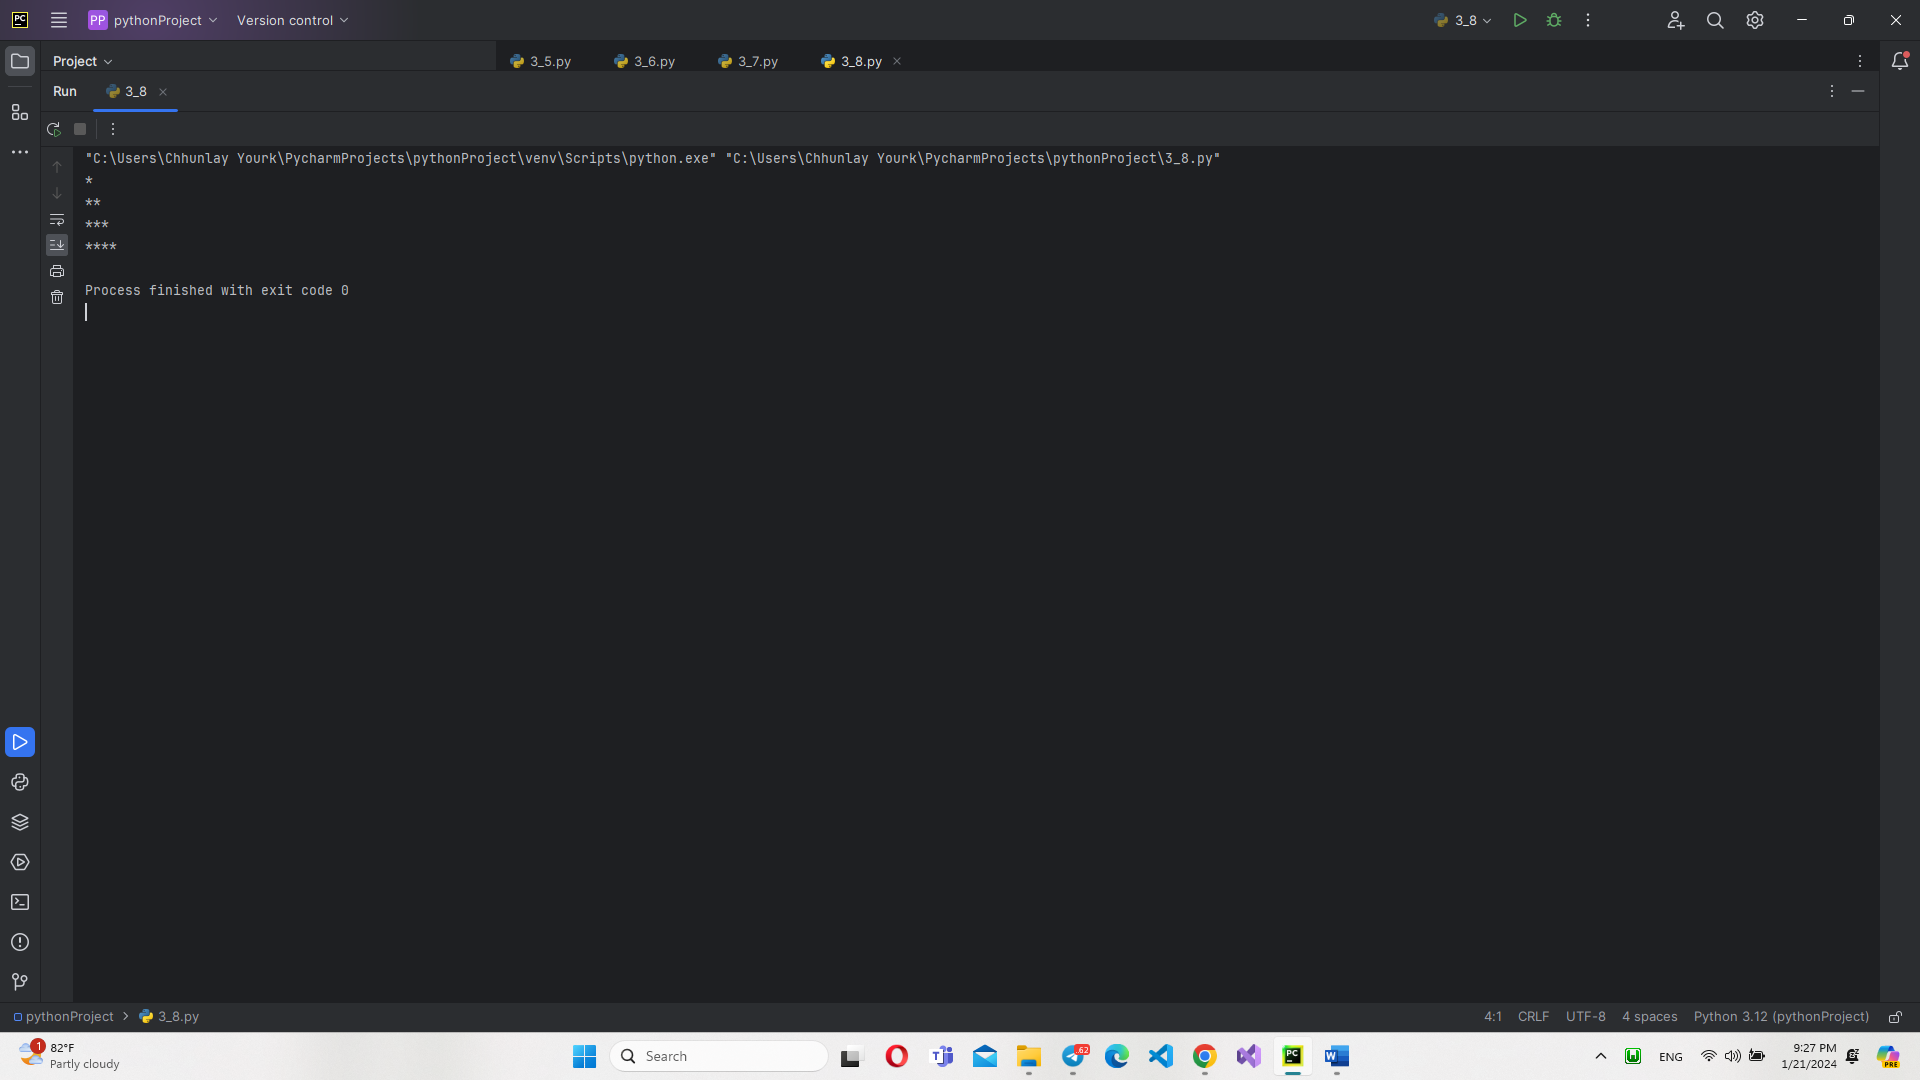 PC PP pythonProject Version control 3_8
Project 3_5.py 3_6.py 3_7.py 3_8.py
Run 3_8
"C:\Users\Chhunlay Yourk\PycharmProjects\pythonProject\venv\Scripts\python.exe" "C:\Users\Chhunlay Yourk\PycharmProjects\pythonProject\3_8.py"
*
**
***
****
Process finished with exit code 0
pythonProject > 3_8.py 4:1 CRLF UTF-8 4 spaces Python 3.12 (pythonProject)
1 82°F Search 62 PC W ENG 9:27 PM
Partly cloudy 1/21/2024 PRE